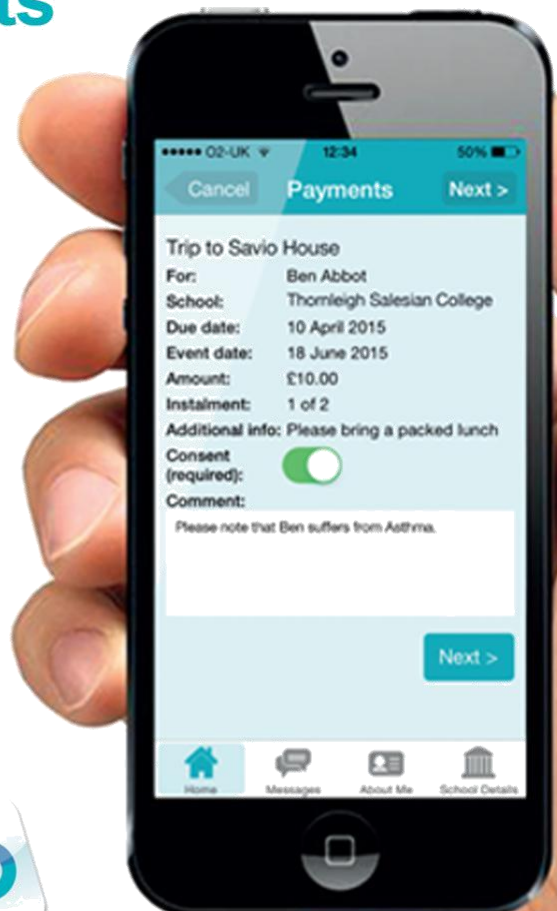 ts
O2-UK 12:34 50%
Cancel Payments Next >
Trip to Savio House
For: Ben Abbot
School: Thornleigh Salesian College
Due date: 10 April 2015
Event date: 18 June 2015
Amount: £10.00
Instalment: 1 of 2
Additional info: Please bring a packed lunch
Consent
(required):
Comment:
Please note that Ben suffers from Asthma.
Next >
Home Messages About Me School Details